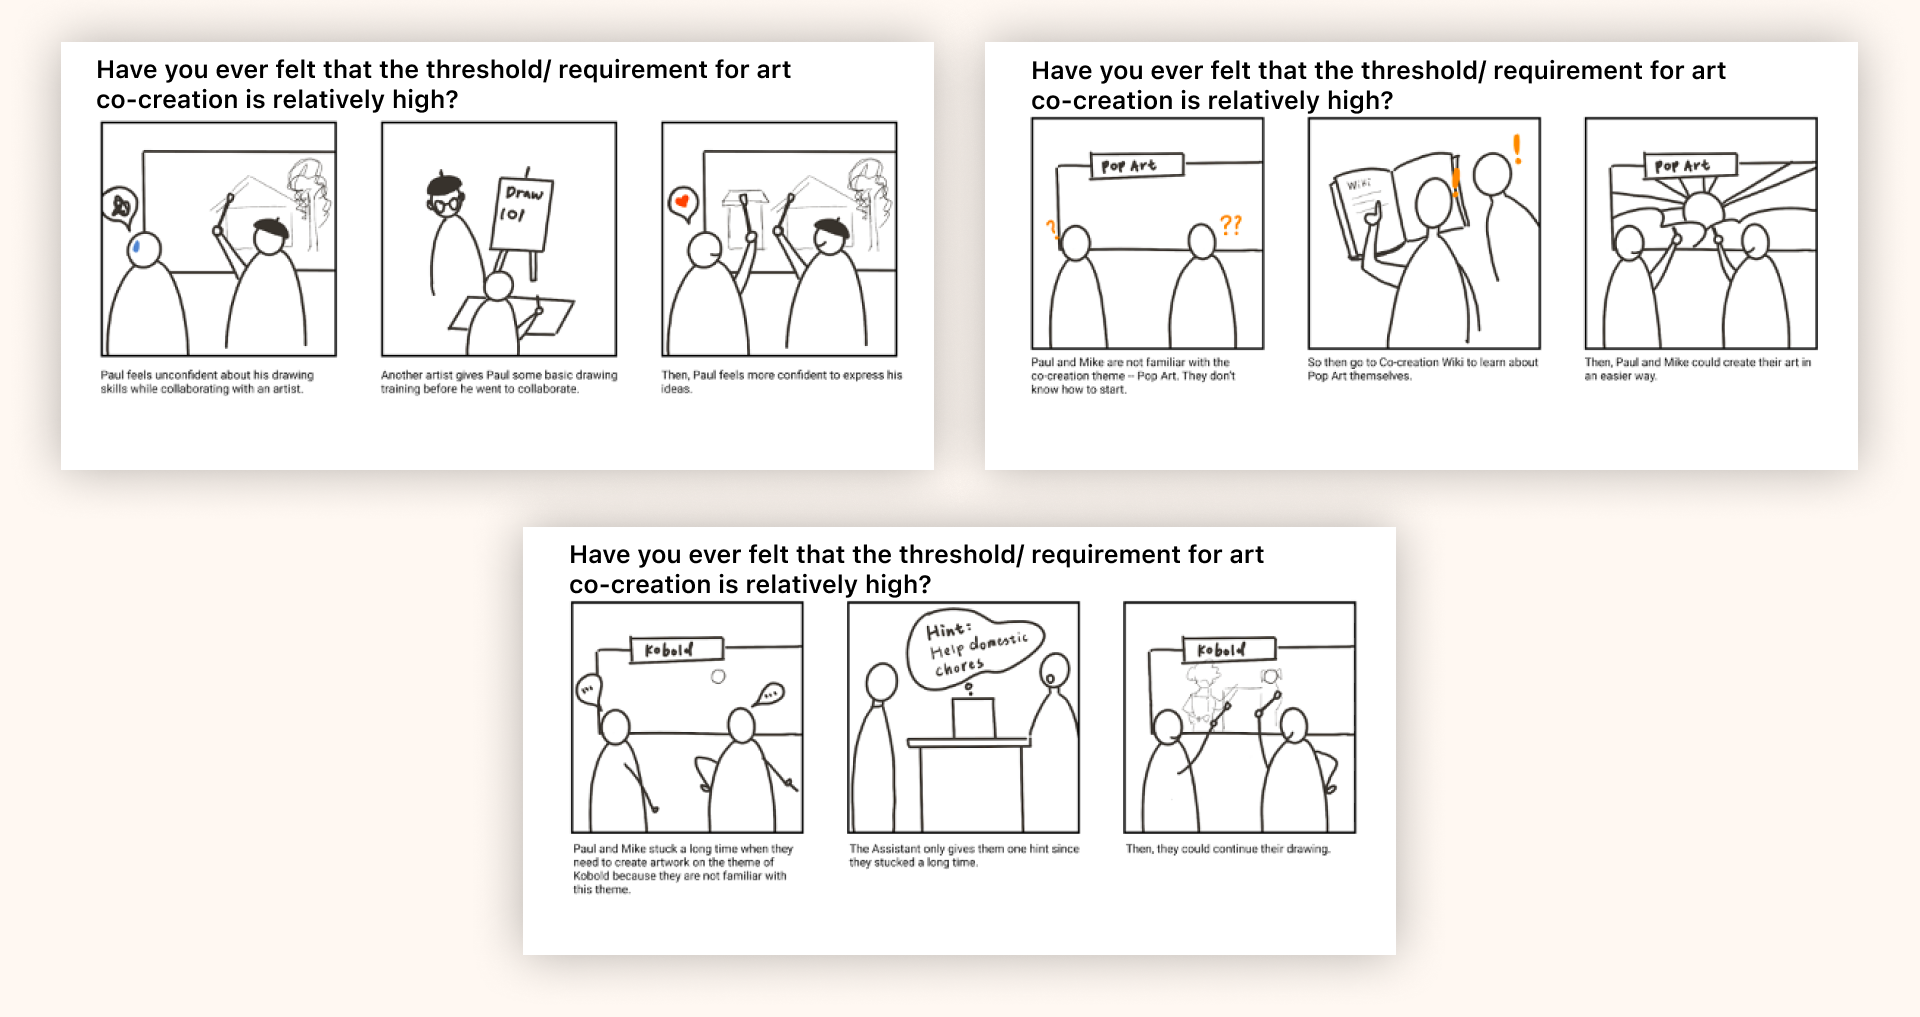 Have you ever felt that the threshold/ requirement for art
co-creation is relatively high?
Draw
101
Paul feels unconfident about his drawing
skills while collaborating with an artist.
Another artist gives Paul some basic drawing
training before he went to collaborate.
Then, Paul feels more confident to express his
ideas.
Have you ever felt that the threshold/ requirement for art
co-creation is relatively high?
Pop Art
?
??
Wiki
!
!
Pop Art
Paul and Mike are not familiar with the
co-creation theme – Pop Art. They don't
know how to start.
So then go to Co-creation Wiki to learn about
Pop Art themselves.
Then, Paul and Mike could create their art in
an easier way.
Have you ever felt that the threshold/ requirement for art
co-creation is relatively high?
Kobold
...
...
Hint:
Help domestic
chores
Kobold
Paul and Mike stuck a long time when they
need to create artwork on the theme of
Kobold because they are not familiar with
this theme.
The Assistant only gives them one hint since
they stucked a long time.
Then, they could continue their drawing.